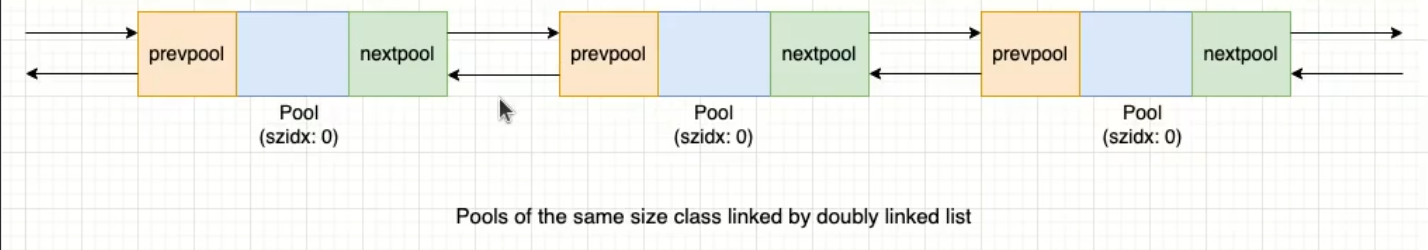 prevpool nextpool prevpool nextpool prevpool nextpool
Pool Pool Pool
(szidx: 0) (szidx: 0) (szidx: 0)
Pools of the same size class linked by doubly linked list